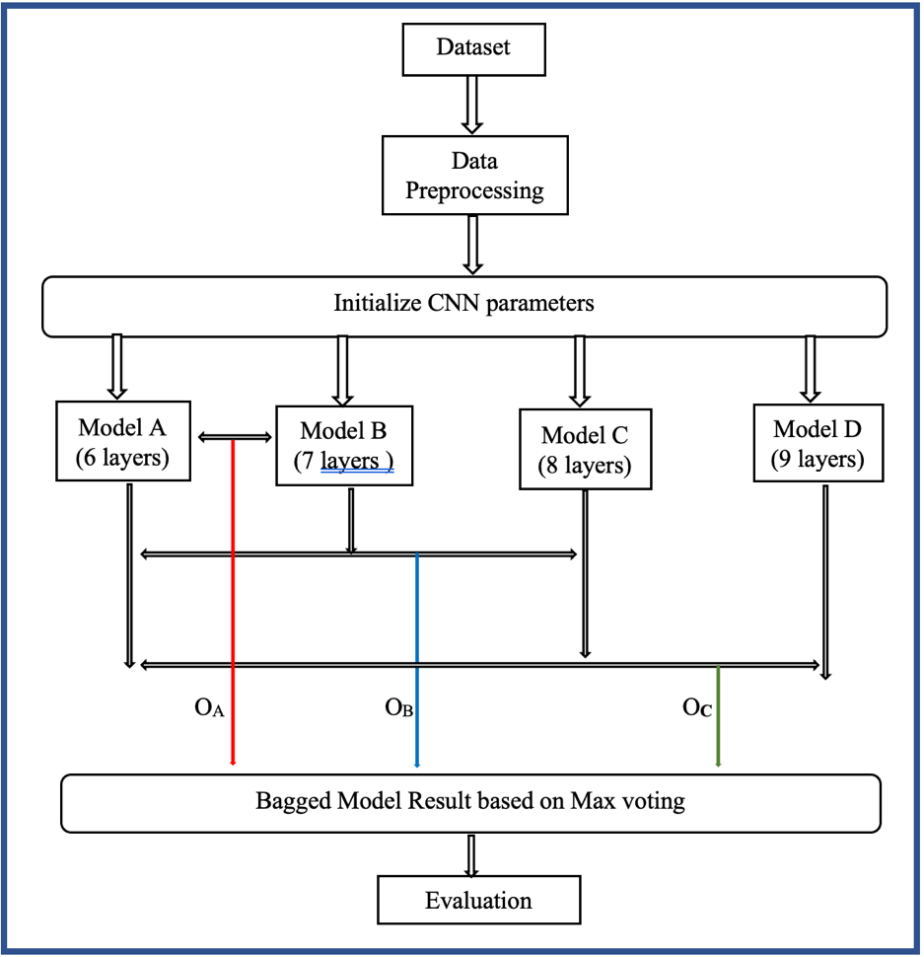 Dataset
Data
Preprocessing
Initialize CNN parameters
Model A
(6 layers)
Model B
(7 layers )
Model C
(8 layers)
Model D
(9 layers)
OA
OB
OC
Bagged Model Result based on Max voting
Evaluation